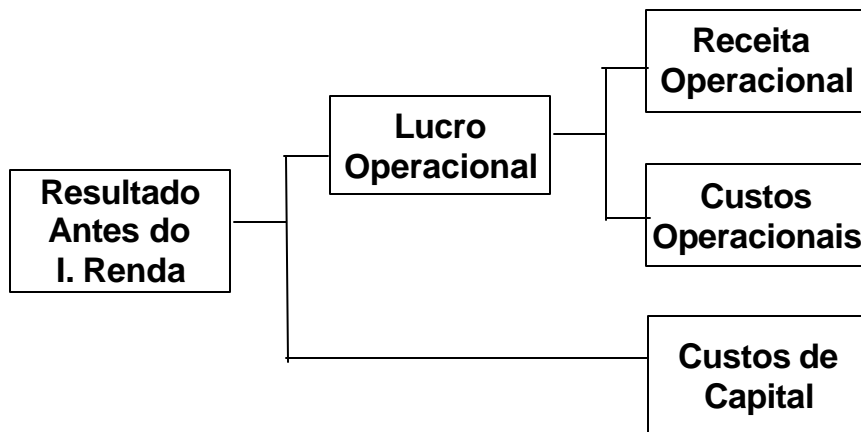 Receita
Operacional
Lucro
Operacional
Resultado
Antes do
I. Renda
Custos
Operacionais
Custos de
Capital